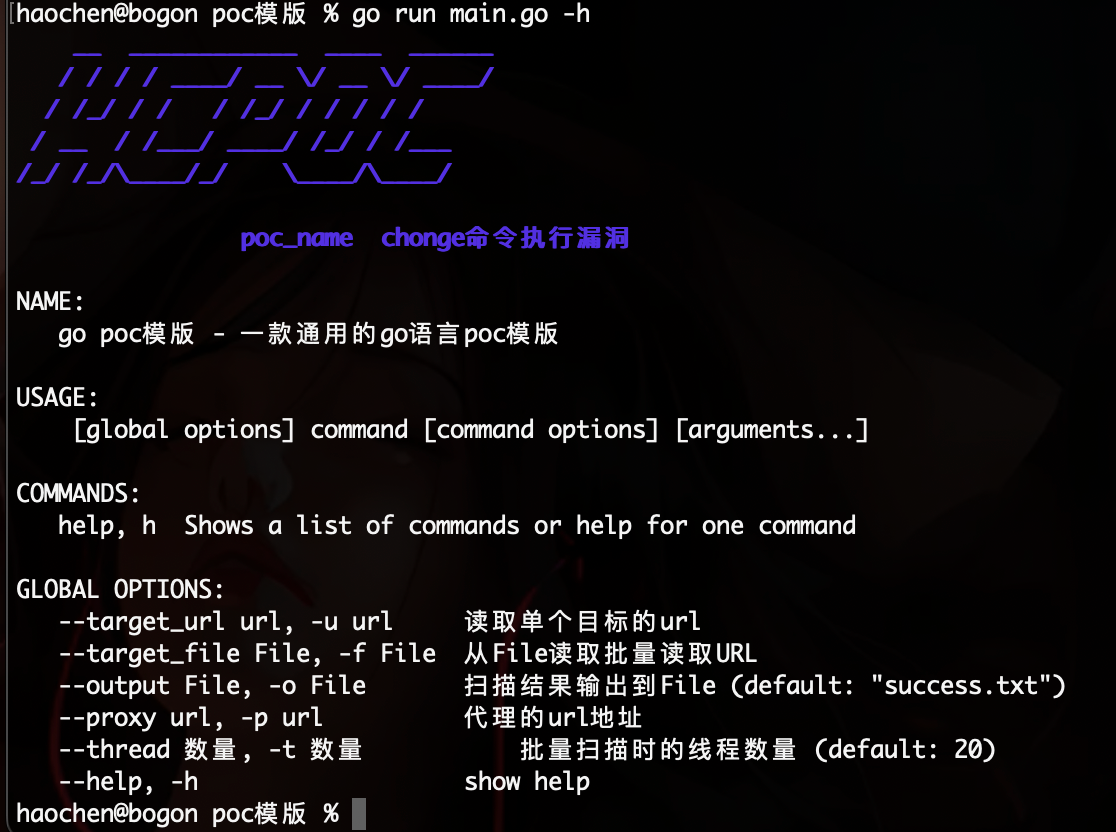 haochen@bogon poc模版 % go run main.go -h
HCPOC
poc_name  chonge命令执行漏洞
NAME:
go poc模版 - 一款通用的go语言poc模版
USAGE:
[global options] command [command options] [arguments...]
COMMANDS:
help, h  Shows a list of commands or help for one command
GLOBAL OPTIONS:
--target_url url, -u url     读取单个目标的url
--target_file File, -f File  从File读取批量读取URL
--output File, -o File       扫描结果输出到File (default: "success.txt")
--proxy url, -p url          代理的url地址
--thread 数量, -t 数量           批量扫描时的线程数量 (default: 20)
--help, -h                   show help
haochen@bogon poc模版 %